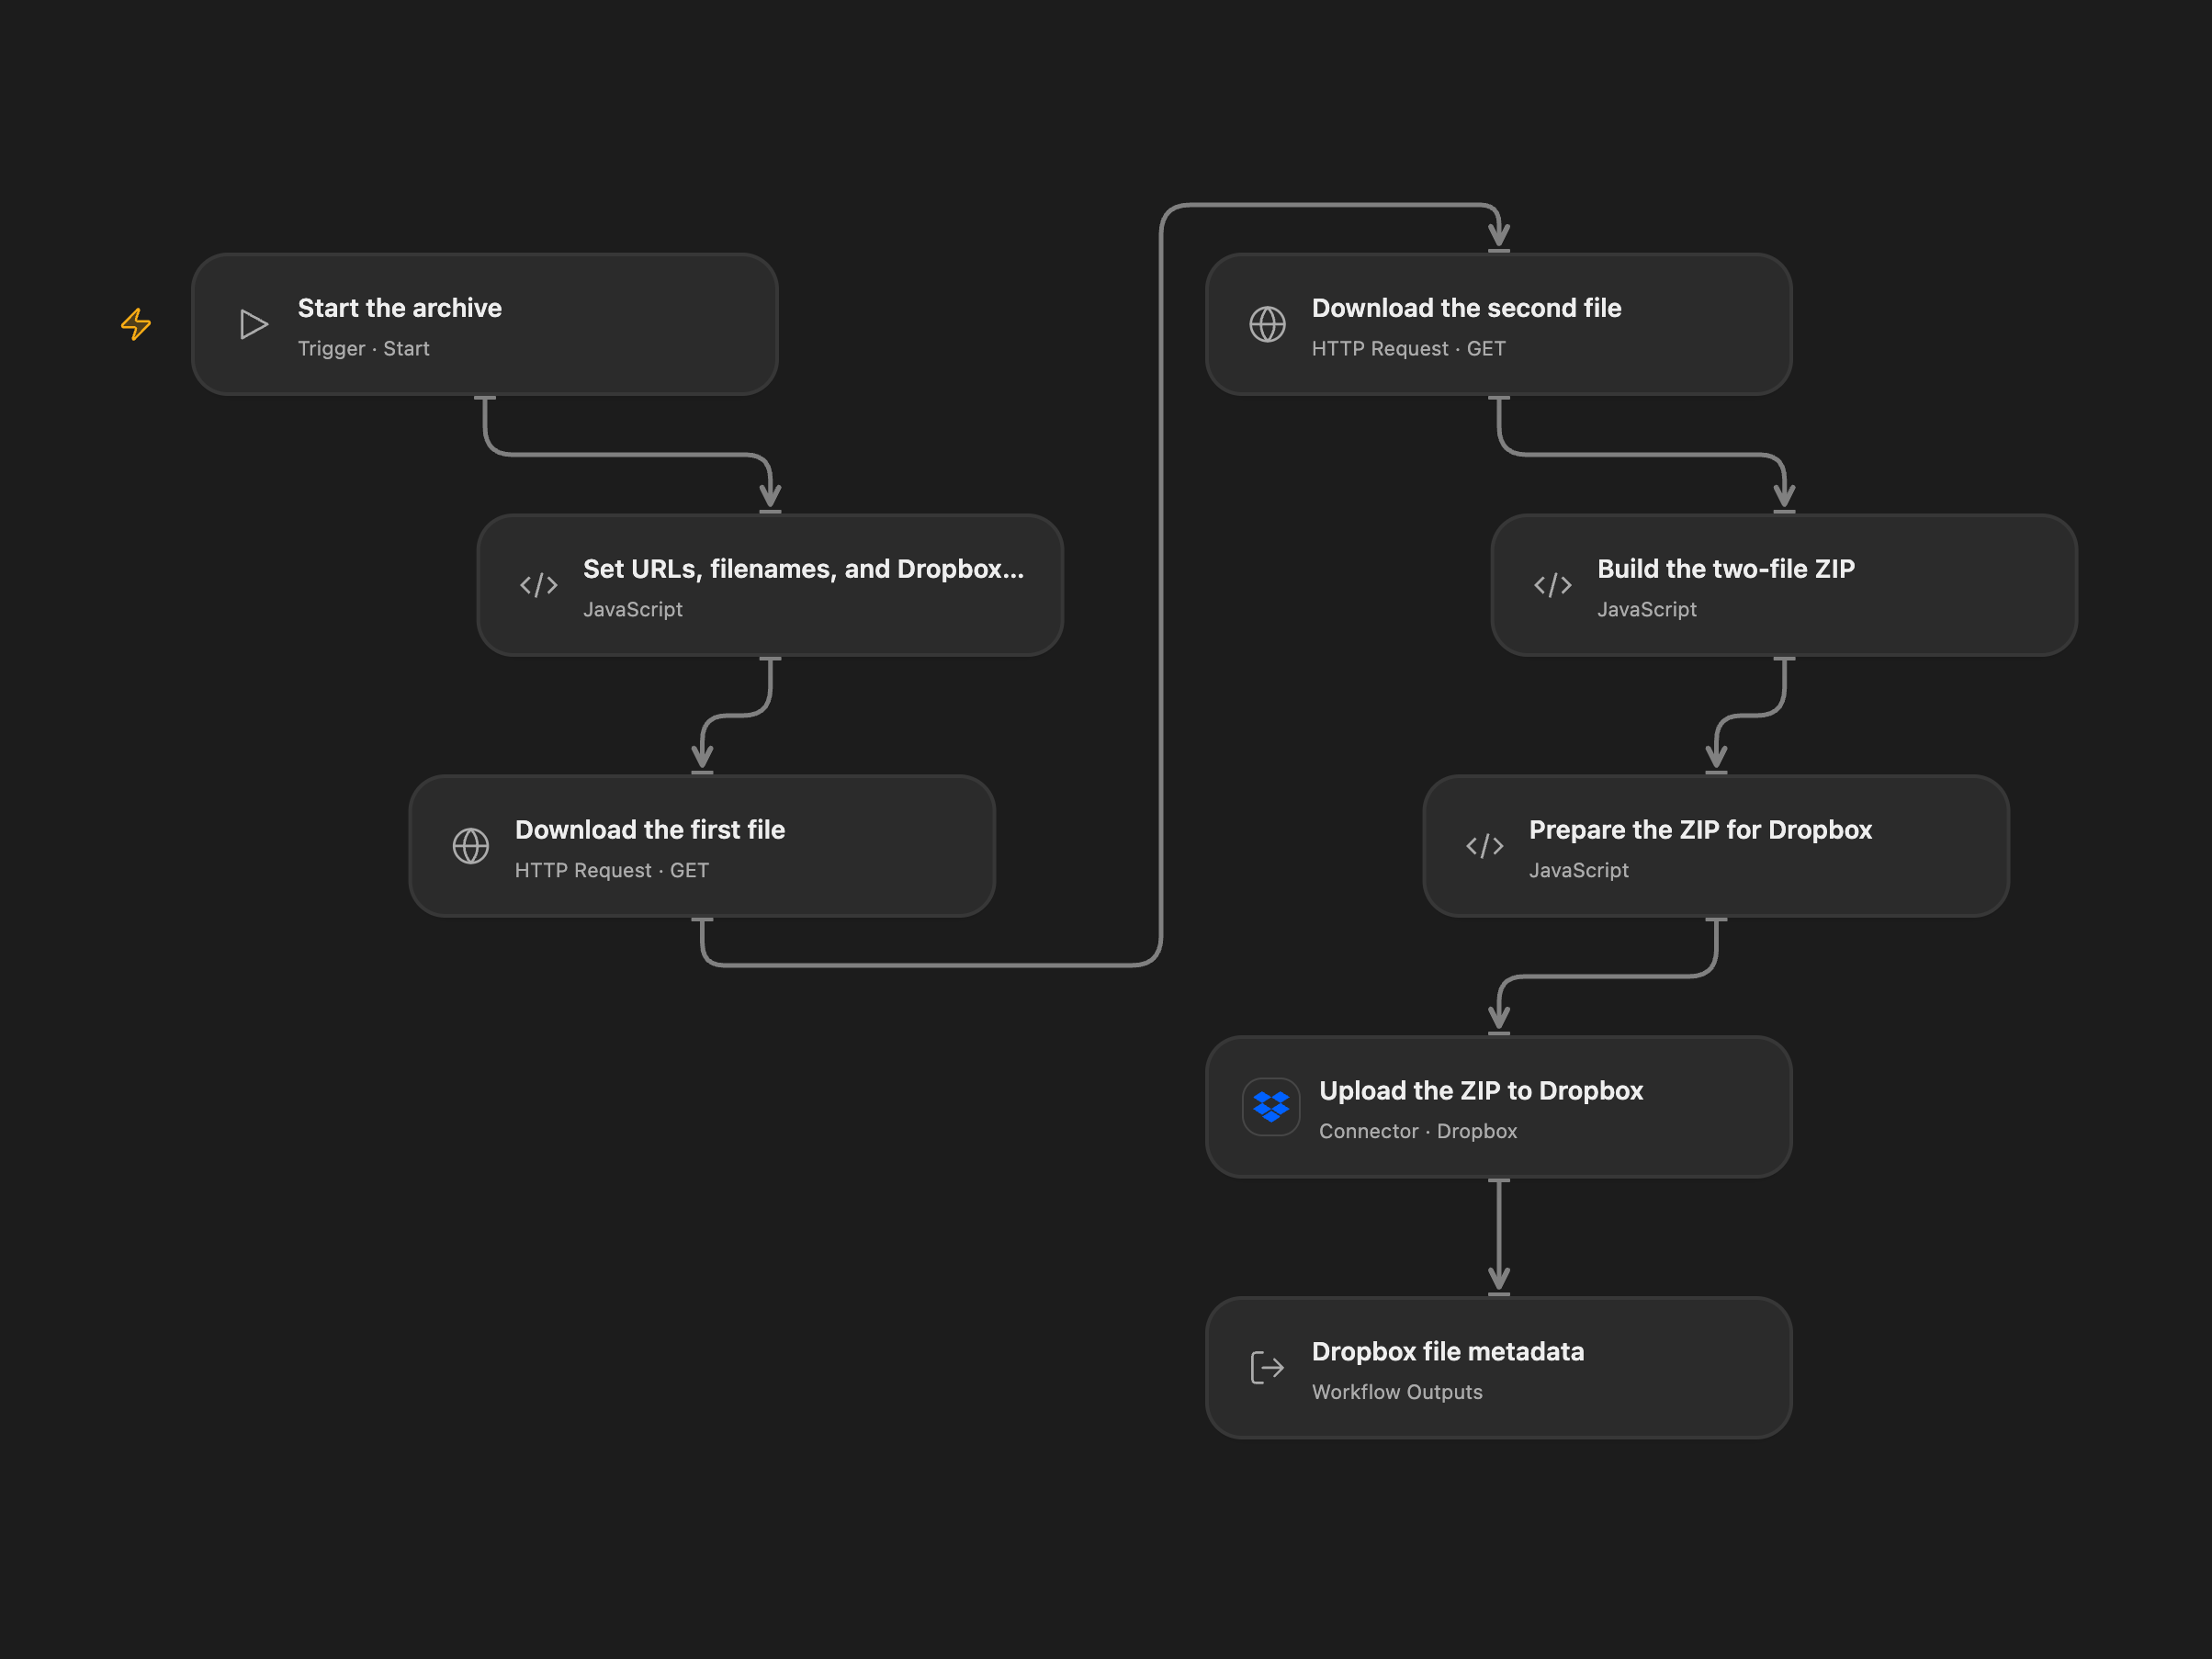 Start the archive
Trigger · Start
Set URLs, filenames, and Dropbox...
JavaScript
Download the first file
HTTP Request · GET
Download the second file
HTTP Request · GET
Build the two-file ZIP
JavaScript
Prepare the ZIP for Dropbox
JavaScript
Upload the ZIP to Dropbox
Connector · Dropbox
Dropbox file metadata
Workflow Outputs